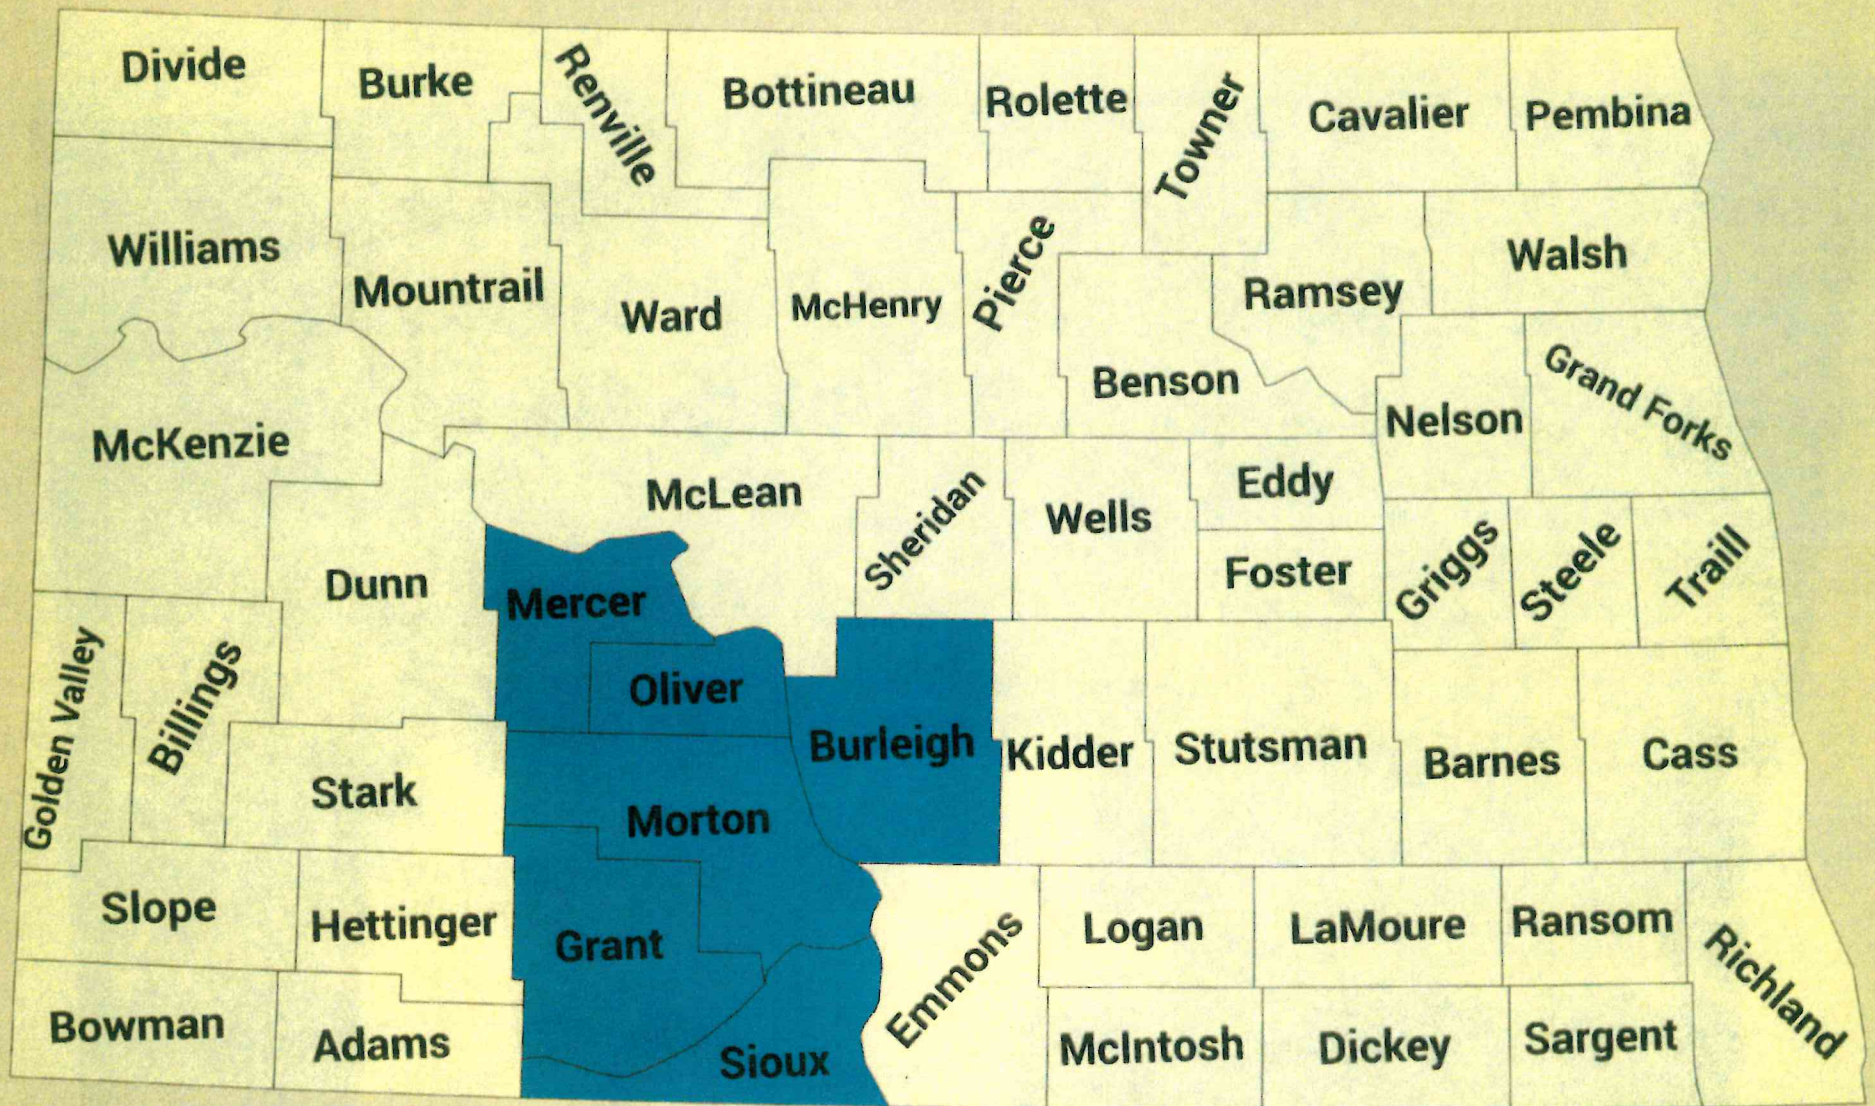 Divide
Burke
Renville
Bottineau
Rolette
Towner
Cavalier
Pembina
Williams
Mountrail
Ward
McHenry
Pierce
Ramsey
Walsh
Benson
Nelson
Grand Forks
McKenzie
McLean
Sheridan
Wells
Eddy
Foster
Griggs
Steele
Traill
Dunn
Mercer
Oliver
Golden Valley
Billings
Stark
Burleigh
Kidder
Stutsman
Barnes
Cass
Morton
Slope
Hettinger
Grant
Emmons
Logan
LaMoure
Ransom
Richland
Bowman
Adams
Sioux
McIntosh
Dickey
Sargent